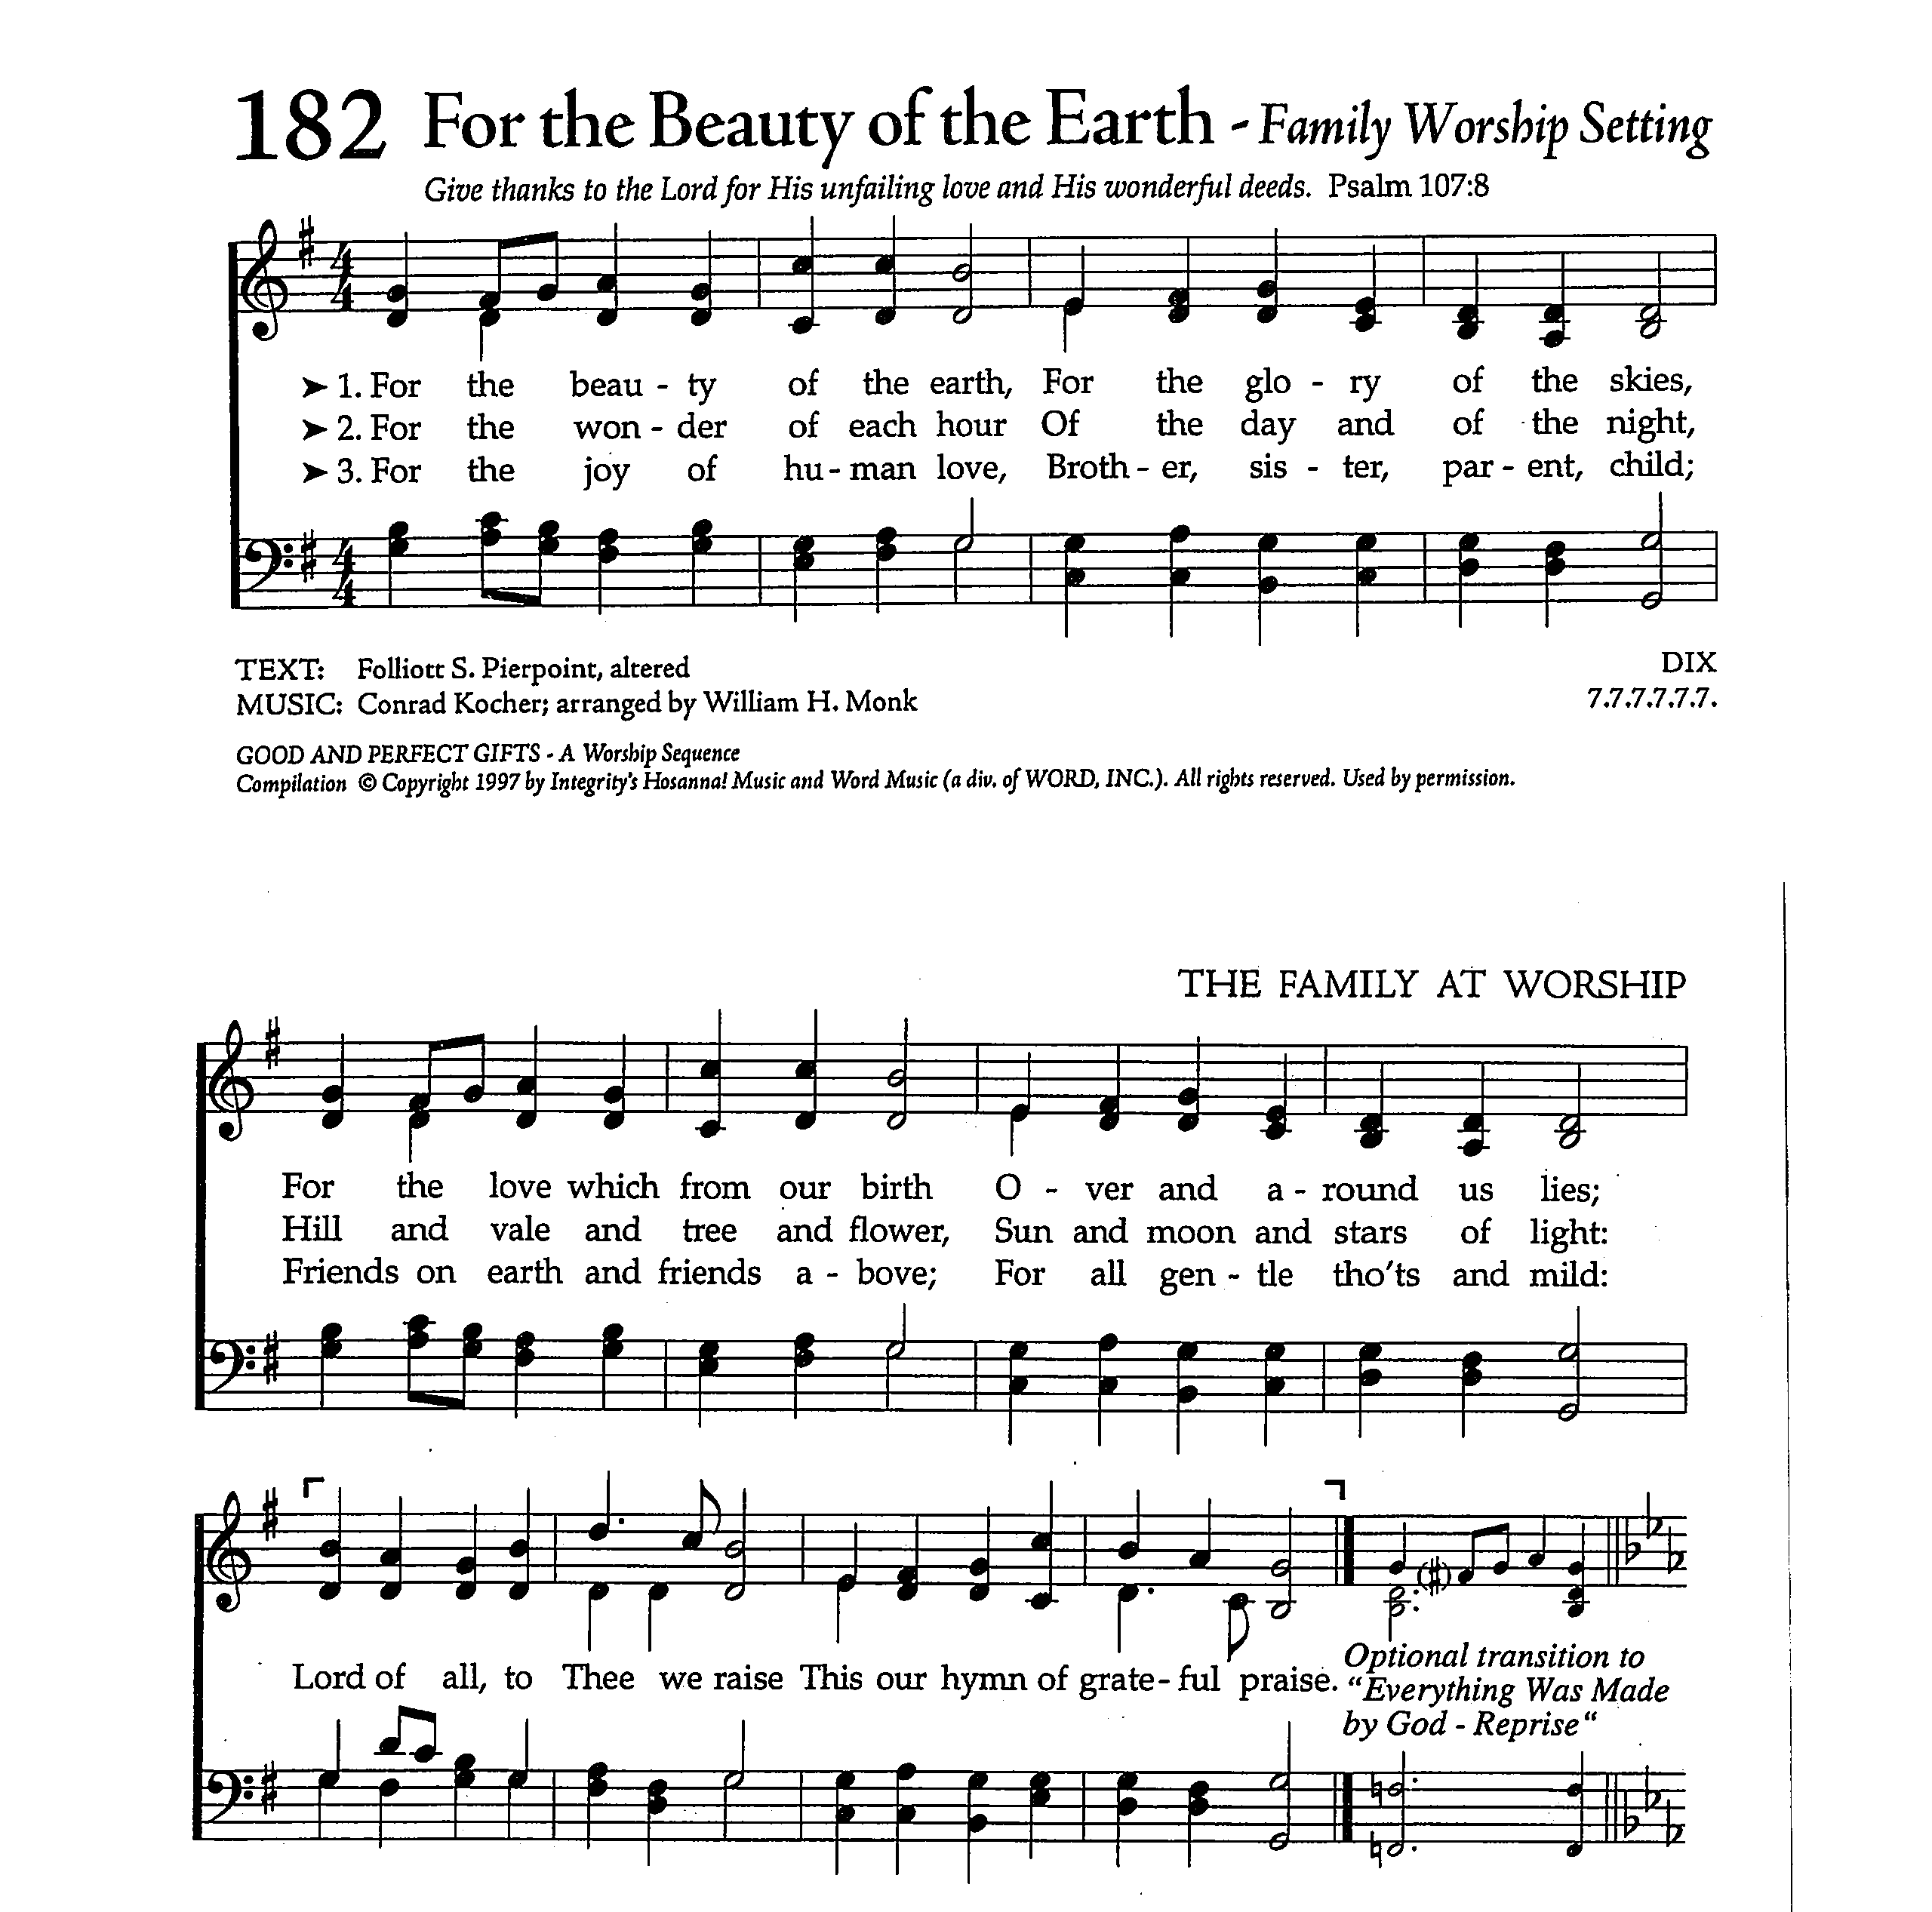 182 For the Beauty of the Earth - Family Worship Setting
Give thanks to the Lord for His unfailing love and His wonderful deeds. Psalm 107:8
➤ 1. For the beau - ty of the earth, For the glo - ry of the skies,
➤ 2. For the won - der of each hour Of the day and of the night,
➤ 3. For the joy of hu - man love, Broth - er, sis - ter, par - ent, child;
TEXT: Folliott S. Pierpoint, altered DIX
MUSIC: Conrad Kocher; arranged by William H. Monk 7.7.7.7.7.7.
GOOD AND PERFECT GIFTS - A Worship Sequence
Compilation © Copyright 1997 by Integrity's Hosanna! Music and Word Music (a div. of WORD, INC.). All rights reserved. Used by permission.
THE FAMILY AT WORSHIP
For the love which from our birth O - ver and a - round us lies;
Hill and vale and tree and flower, Sun and moon and stars of light:
Friends on earth and friends a - bove; For all gen - tle tho'ts and mild:
Lord of all, to Thee we raise This our hymn of grate - ful praise.
Optional transition to
"Everything Was Made
by God - Reprise"